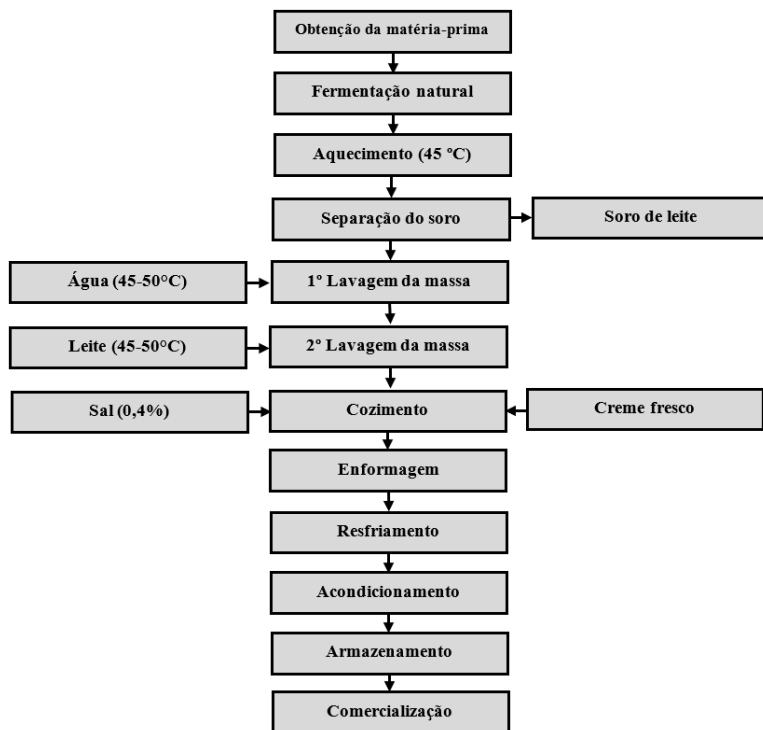 Obtenção da matéria-prima
Fermentação natural
Aquecimento (45 ºC)
Separação do soro
Soro de leite
Água (45-50°C)
1º Lavagem da massa
Leite (45-50°C)
2º Lavagem da massa
Sal (0,4%)
Cozimento
Creme fresco
Enformagem
Resfriamento
Acondicionamento
Armazenamento
Comercialização